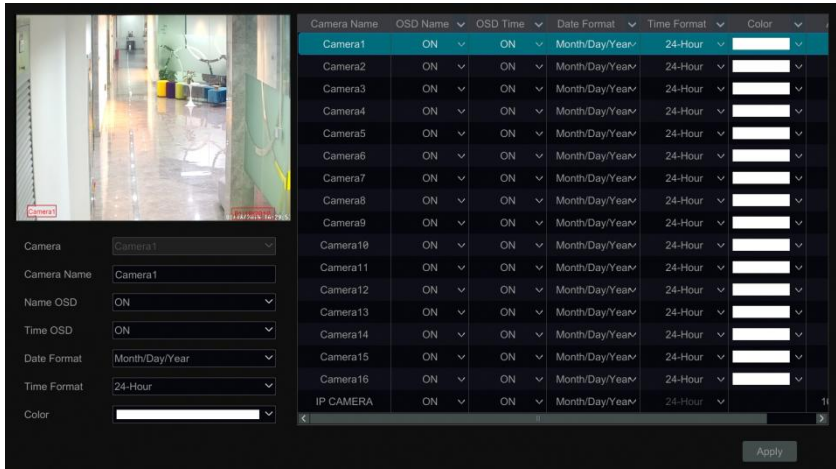 Camera1
Camera Camera1
Camera Name Camera1
Name OSD ON
Time OSD ON
Date Format Month/Day/Year
Time Format 24-Hour
Color
Camera Name OSD Name OSD Time Date Format Time Format Color
Camera1 ON ON Month/Day/Year 24-Hour
Camera2 ON ON Month/Day/Year 24-Hour
Camera3 ON ON Month/Day/Year 24-Hour
Camera4 ON ON Month/Day/Year 24-Hour
Camera5 ON ON Month/Day/Year 24-Hour
Camera6 ON ON Month/Day/Year 24-Hour
Camera7 ON ON Month/Day/Year 24-Hour
Camera8 ON ON Month/Day/Year 24-Hour
Camera9 ON ON Month/Day/Year 24-Hour
Camera10 ON ON Month/Day/Year 24-Hour
Camera11 ON ON Month/Day/Year 24-Hour
Camera12 ON ON Month/Day/Year 24-Hour
Camera13 ON ON Month/Day/Year 24-Hour
Camera14 ON ON Month/Day/Year 24-Hour
Camera15 ON ON Month/Day/Year 24-Hour
Camera16 ON ON Month/Day/Year 24-Hour
IP CAMERA ON ON Month/Day/Year 24-Hour
Apply